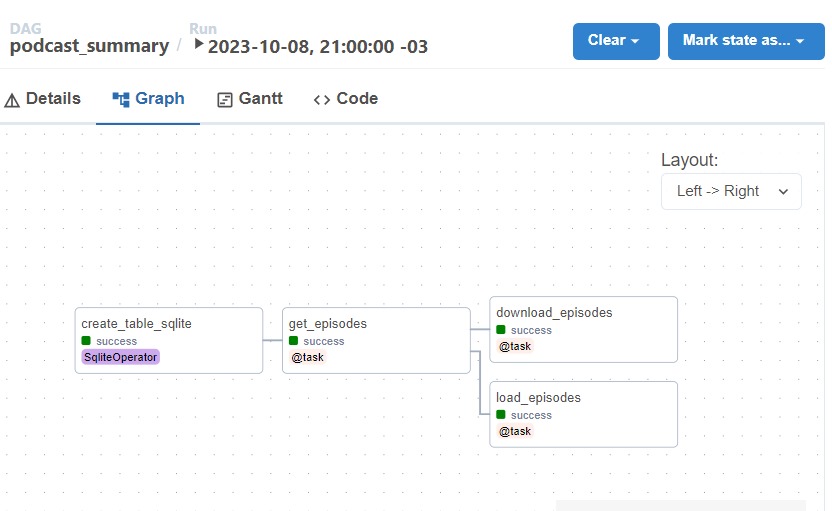 DAG
podcast_summary
/
Run
2023-10-08, 21:00:00 -03
Clear
Mark state as...
Details
Graph
Gantt
Code
Layout:
Left -> Right
create_table_sqlite
success
SqliteOperator
get_episodes
success
@task
download_episodes
success
@task
load_episodes
success
@task